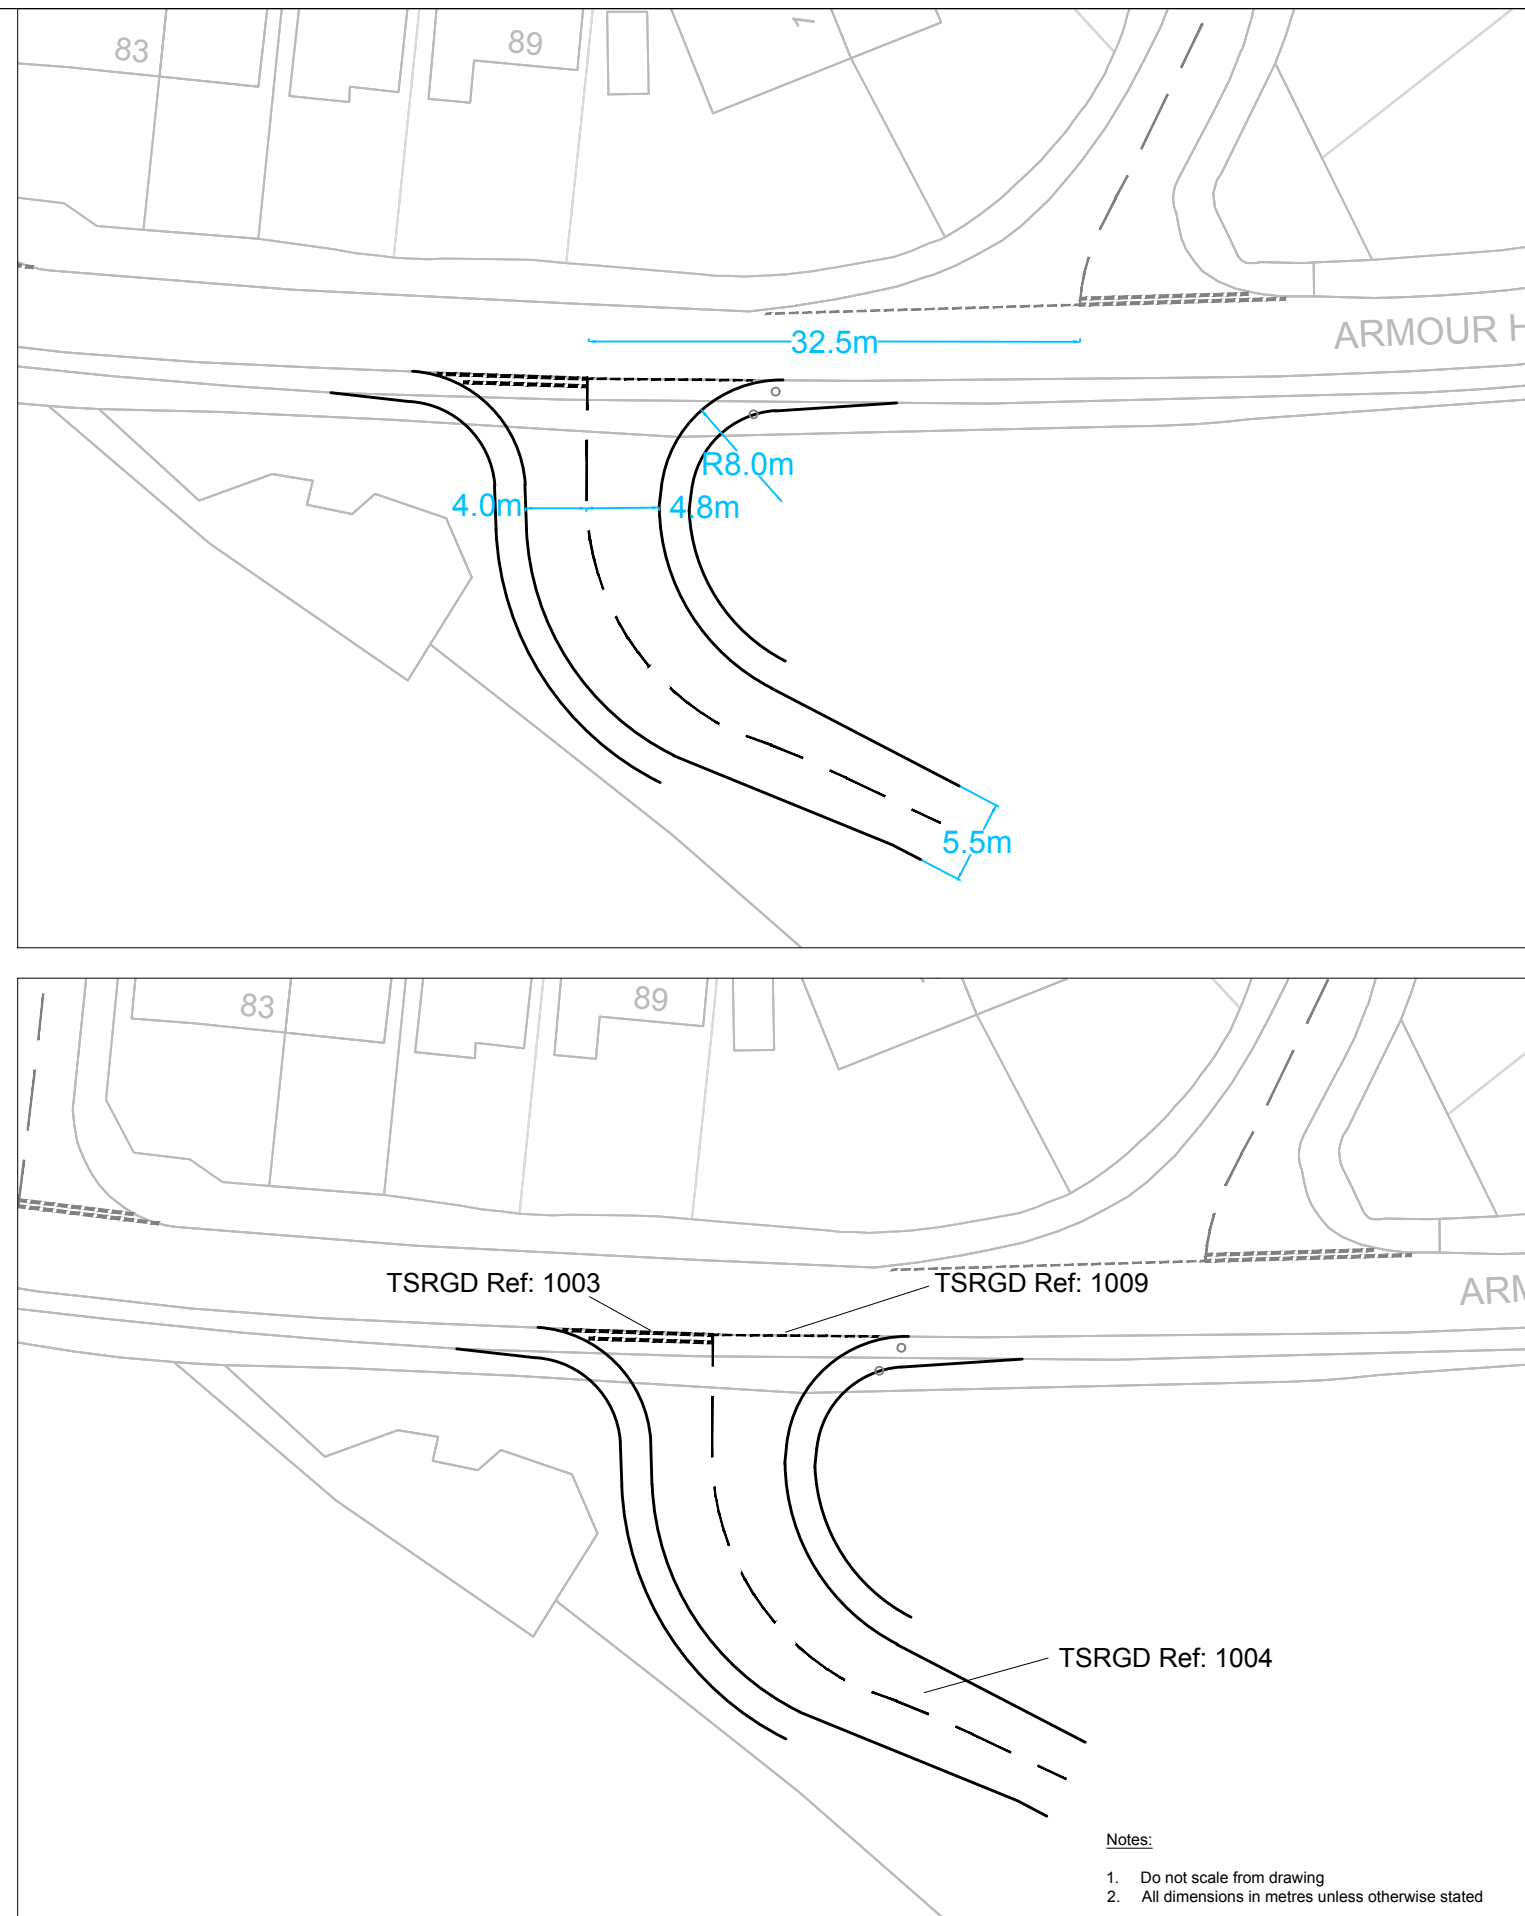 83
89
1
ARMOUR H
32.5m
R8.0m
4.0m
4.8m
5.5m
83
89
TSRGD Ref: 1003
TSRGD Ref: 1009
ARM
TSRGD Ref: 1004
Notes:
1. Do not scale from drawing
2. All dimensions in metres unless otherwise stated